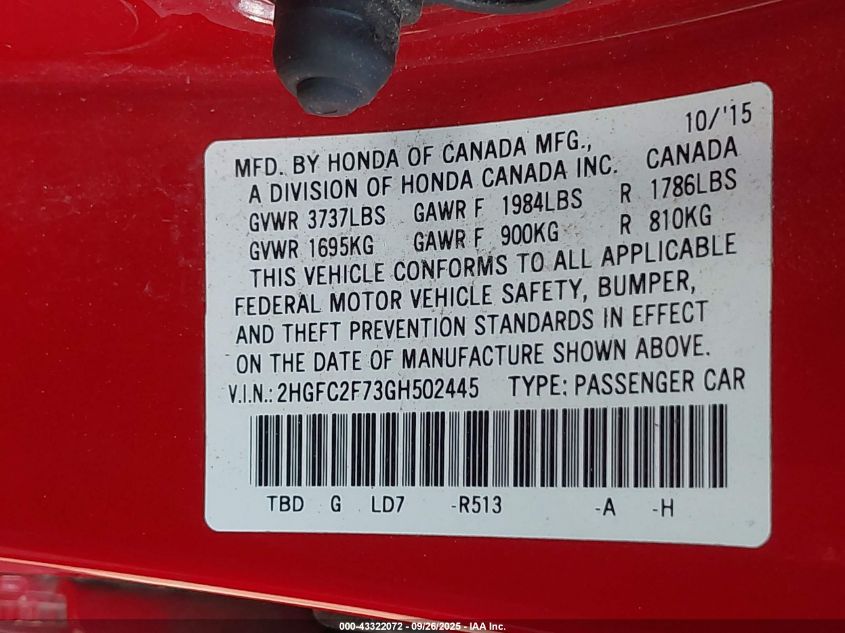 10/'15
MFD. BY HONDA OF CANADA MFG.,
A DIVISION OF HONDA CANADA INC. CANADA
GVWR 3737LBS GAWR F 1984LBS R 1786LBS
GVWR 1695KG GAWR F 900KG R 810KG
THIS VEHICLE CONFORMS TO ALL APPLICABLE
FEDERAL MOTOR VEHICLE SAFETY, BUMPER,
AND THEFT PREVENTION STANDARDS IN EFFECT
ON THE DATE OF MANUFACTURE SHOWN ABOVE.
V.I.N.: 2HGFC2F73GH502445 TYPE: PASSENGER CAR
TBD G LD7 -R513 -A -H
000-43322072 - 09/26/2025 - IAA Inc.